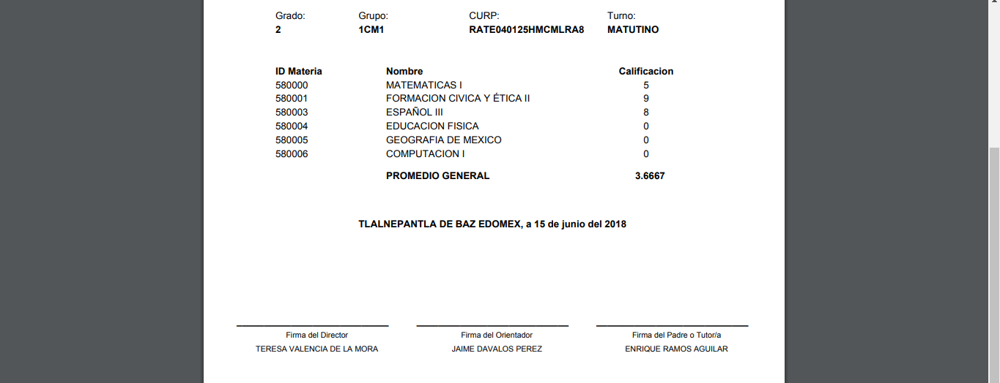 Grado: Grupo: CURP: Turno:
2 1CM1 RATE040125HMCMLRA8 MATUTINO
ID Materia Nombre Calificacion
580000 MATEMATICAS I 5
580001 FORMACION CIVICA Y ÉTICA II 9
580003 ESPAÑOL III 8
580004 EDUCACION FISICA 0
580005 GEOGRAFIA DE MEXICO 0
580006 COMPUTACION I 0
PROMEDIO GENERAL 3.6667
TLALNEPANTLA DE BAZ EDOMEX, a 15 de junio del 2018
Firma del Director Firma del Orientador Firma del Padre o Tutor/a
TERESA VALENCIA DE LA MORA JAIME DAVALOS PEREZ ENRIQUE RAMOS AGUILAR